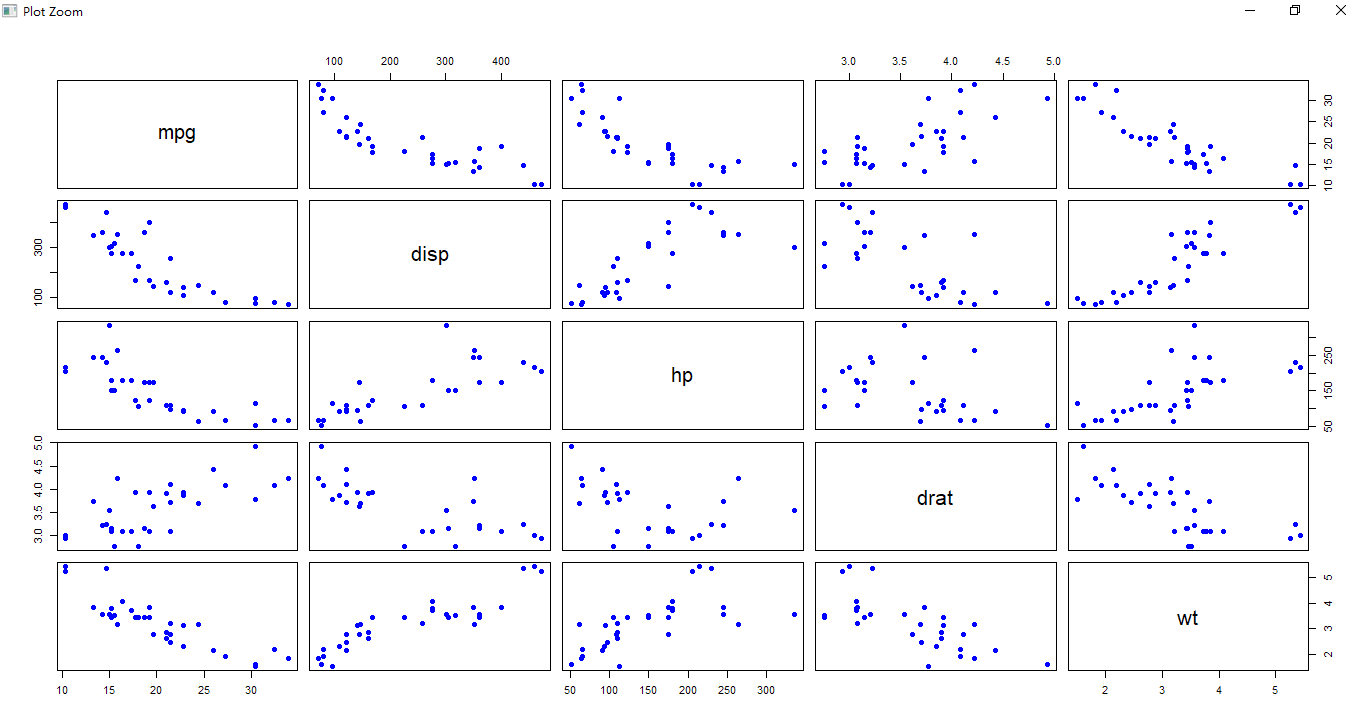 Plot Zoom
100 200 300 400
3.0 3.5 4.0 4.5 5.0
mpg
10 15 20 25 30
100 300
disp
hp
50 150 250
3.0 3.5 4.0 4.5 5.0
drat
wt
2 3 4 5
10 15 20 25 30
50 100 150 200 250 300
2 3 4 5